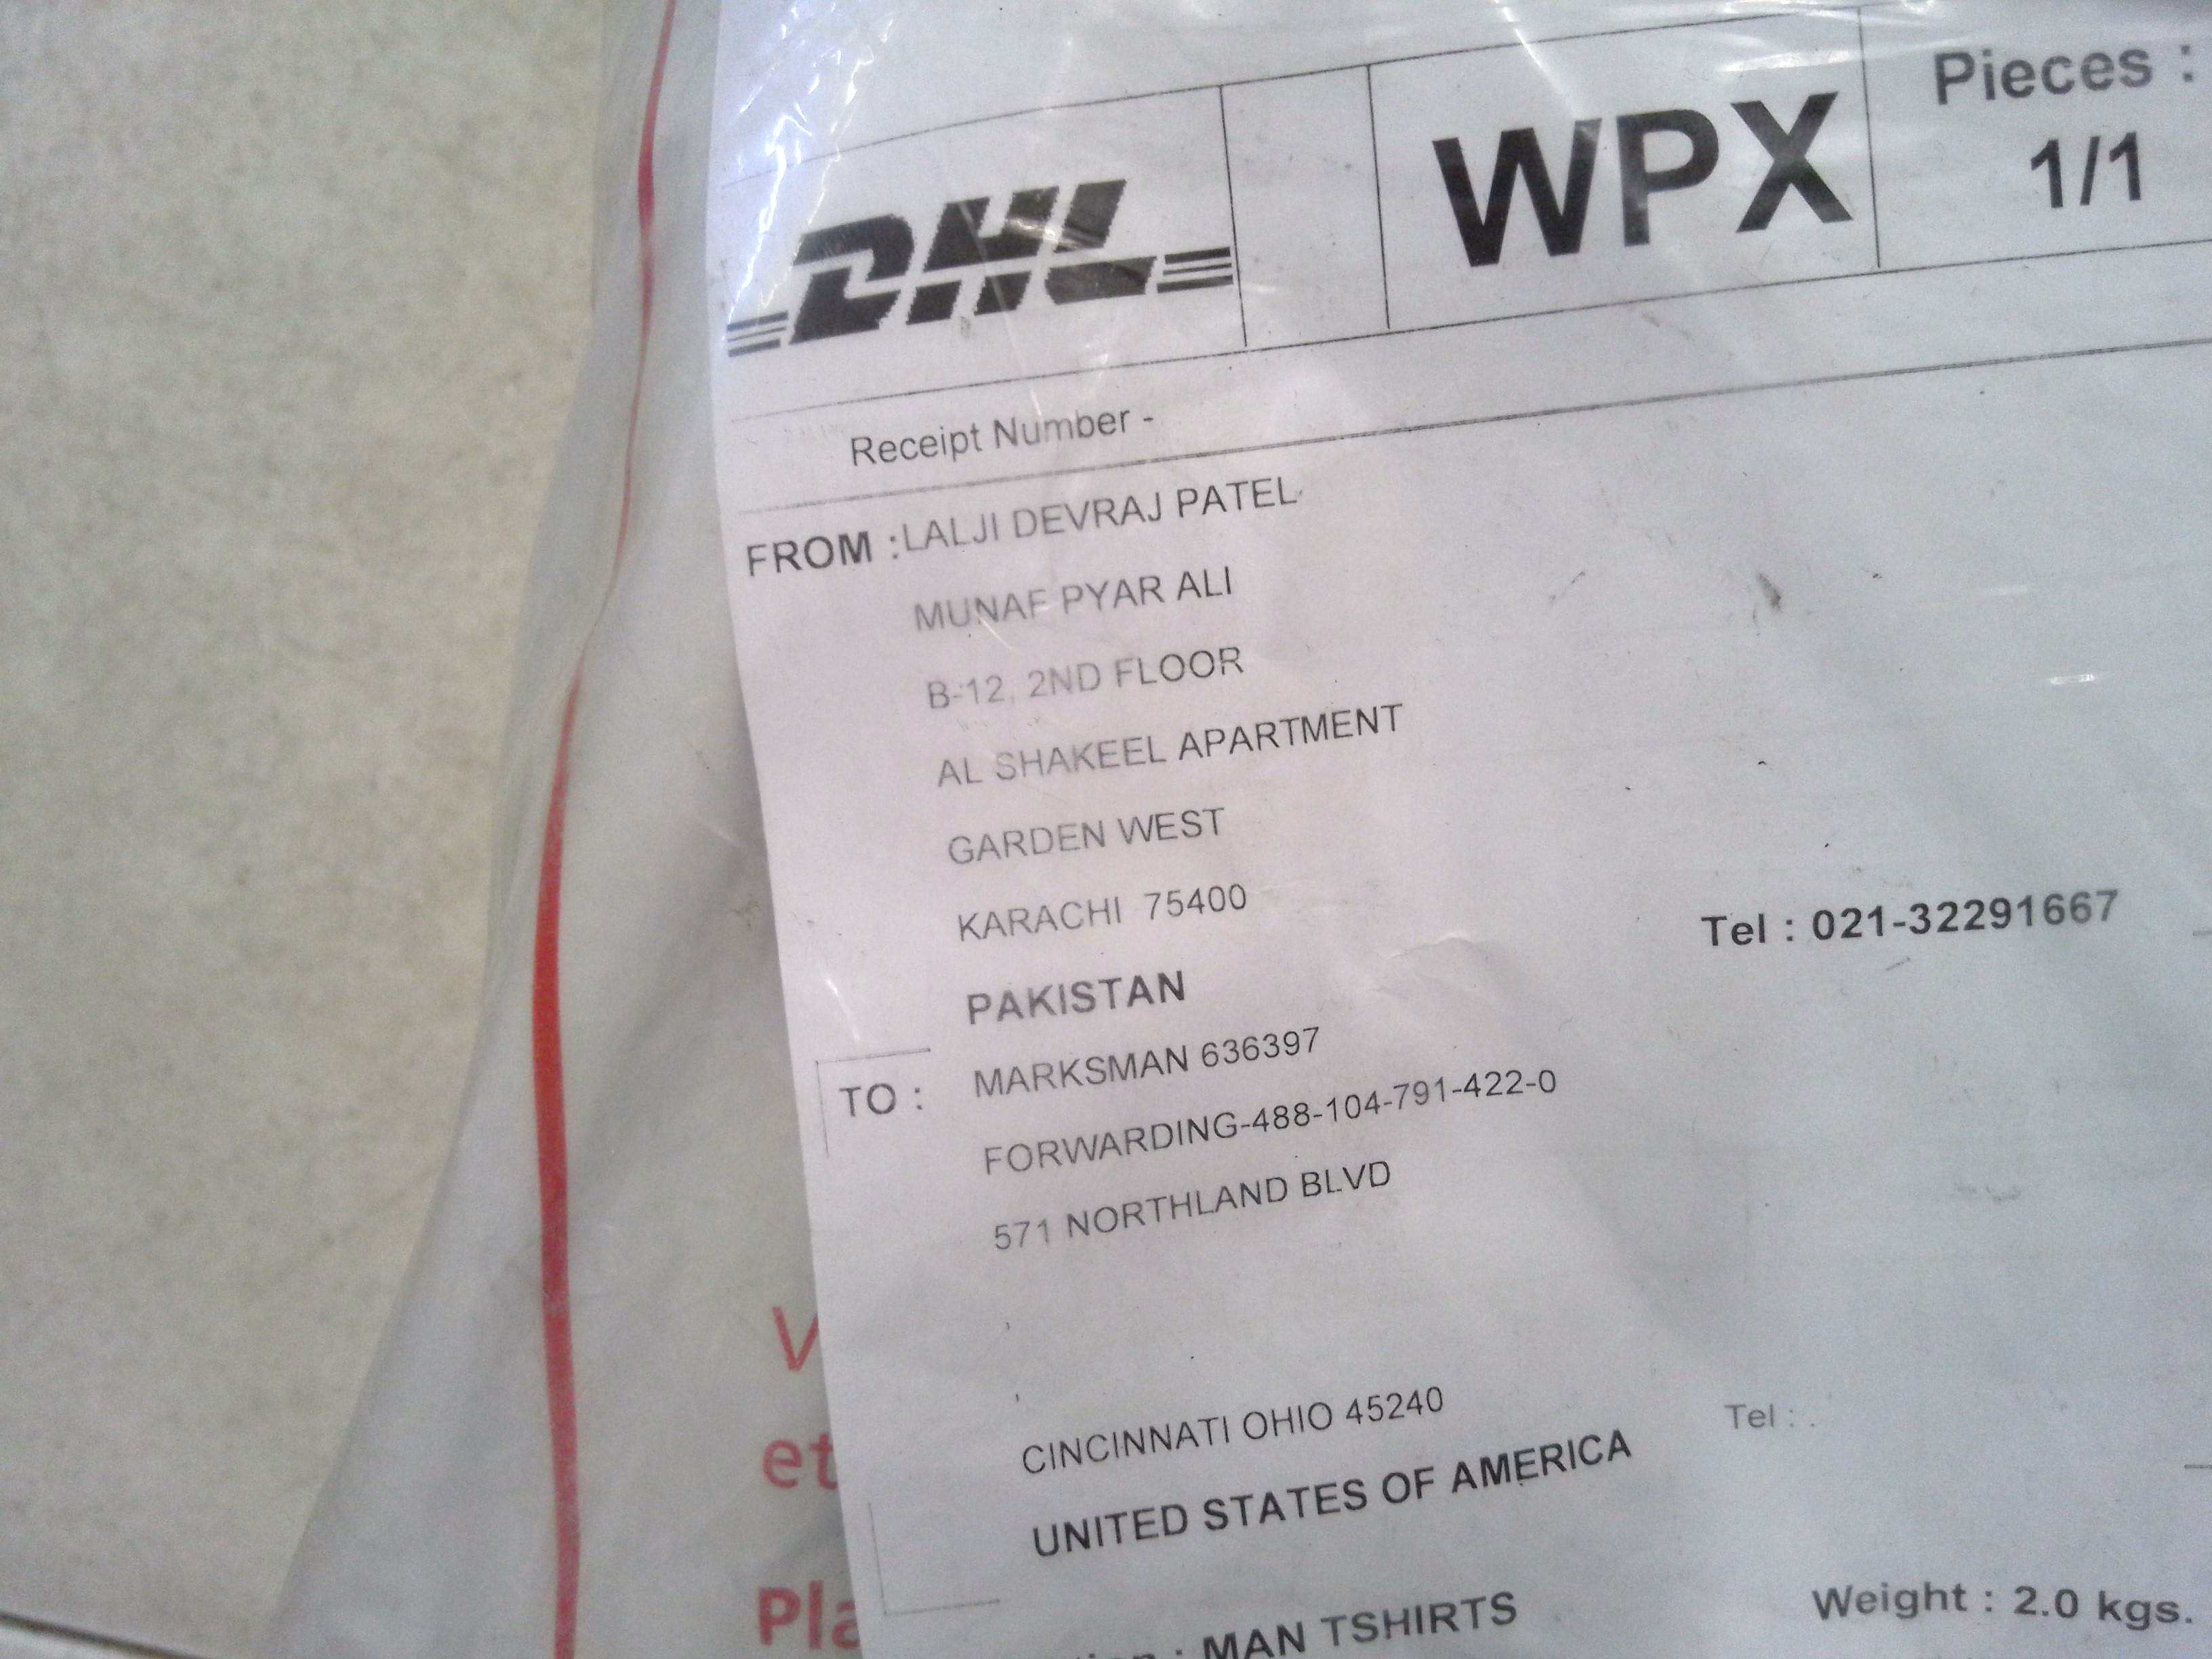 DHL
WPX
Pieces :
1/1
Receipt Number -
FROM : LALJI DEVRAJ PATEL
MUNAF PYAR ALI
B-12, 2ND FLOOR
AL SHAKEEL APARTMENT
GARDEN WEST
KARACHI 75400
Tel : 021-32291667
PAKISTAN
TO : MARKSMAN 636397
FORWARDING-488-104-791-422-0
571 NORTHLAND BLVD
CINCINNATI OHIO 45240
Tel : .
UNITED STATES OF AMERICA
: MAN TSHIRTS
Weight : 2.0 kgs.
V
et
Pla